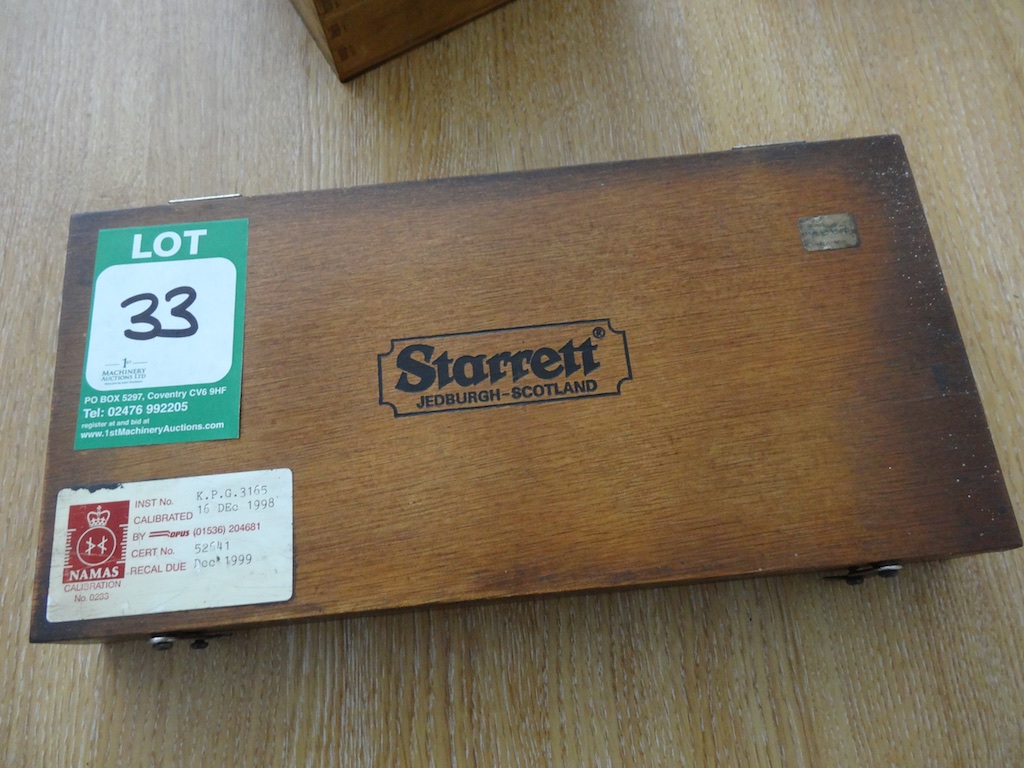 LOT
33
1st
MACHINERY
AUCTIONS LTD
PO BOX 5297, Coventry CV6 9HF
Tel: 02476 992205
register at and bid at
www.1stMachineryAuctions.com
Starrett®
JEDBURGH-SCOTLAND
INST No. K.P.G.3165
CALIBRATED 16 DEc 1998
BY OPUS (01536) 204681
CERT. No. 52641
RECAL DUE Dec 1999
NAMAS
CALIBRATION
No. 0233